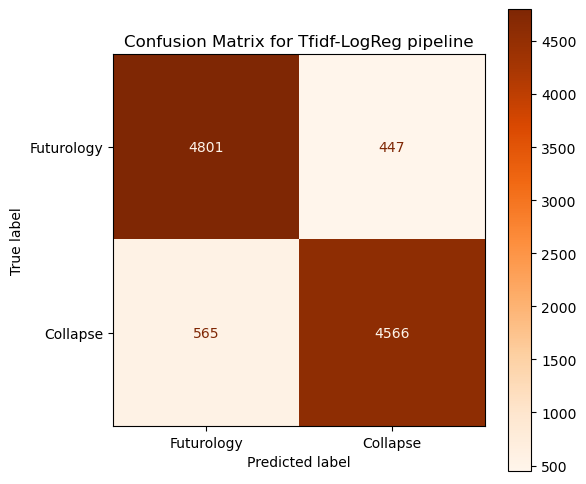 Confusion Matrix for Tfidf-LogReg pipeline
True label
Futurology
4801
447
Collapse
565
4566
Futurology
Collapse
Predicted label
4500
4000
3500
3000
2500
2000
1500
1000
500